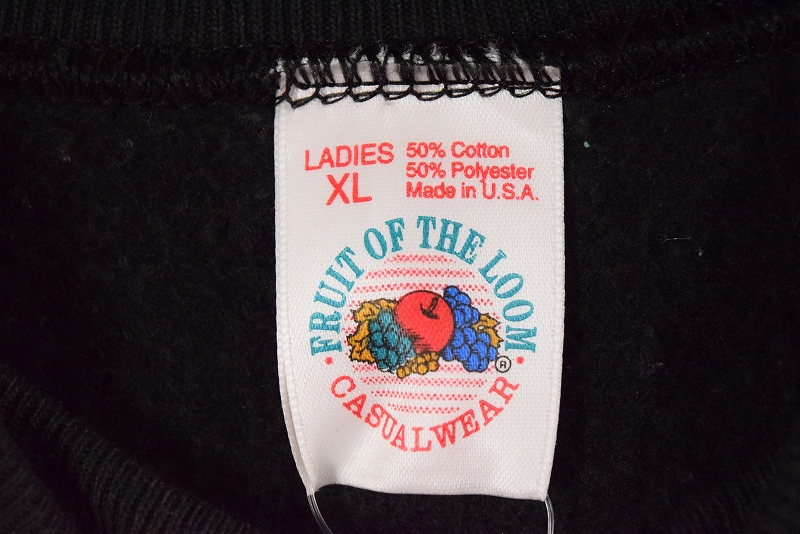 LADIES
XL
50% Cotton
50% Polyester
Made in U.S.A.
FRUIT OF THE LOOM
®
CASUALWEAR